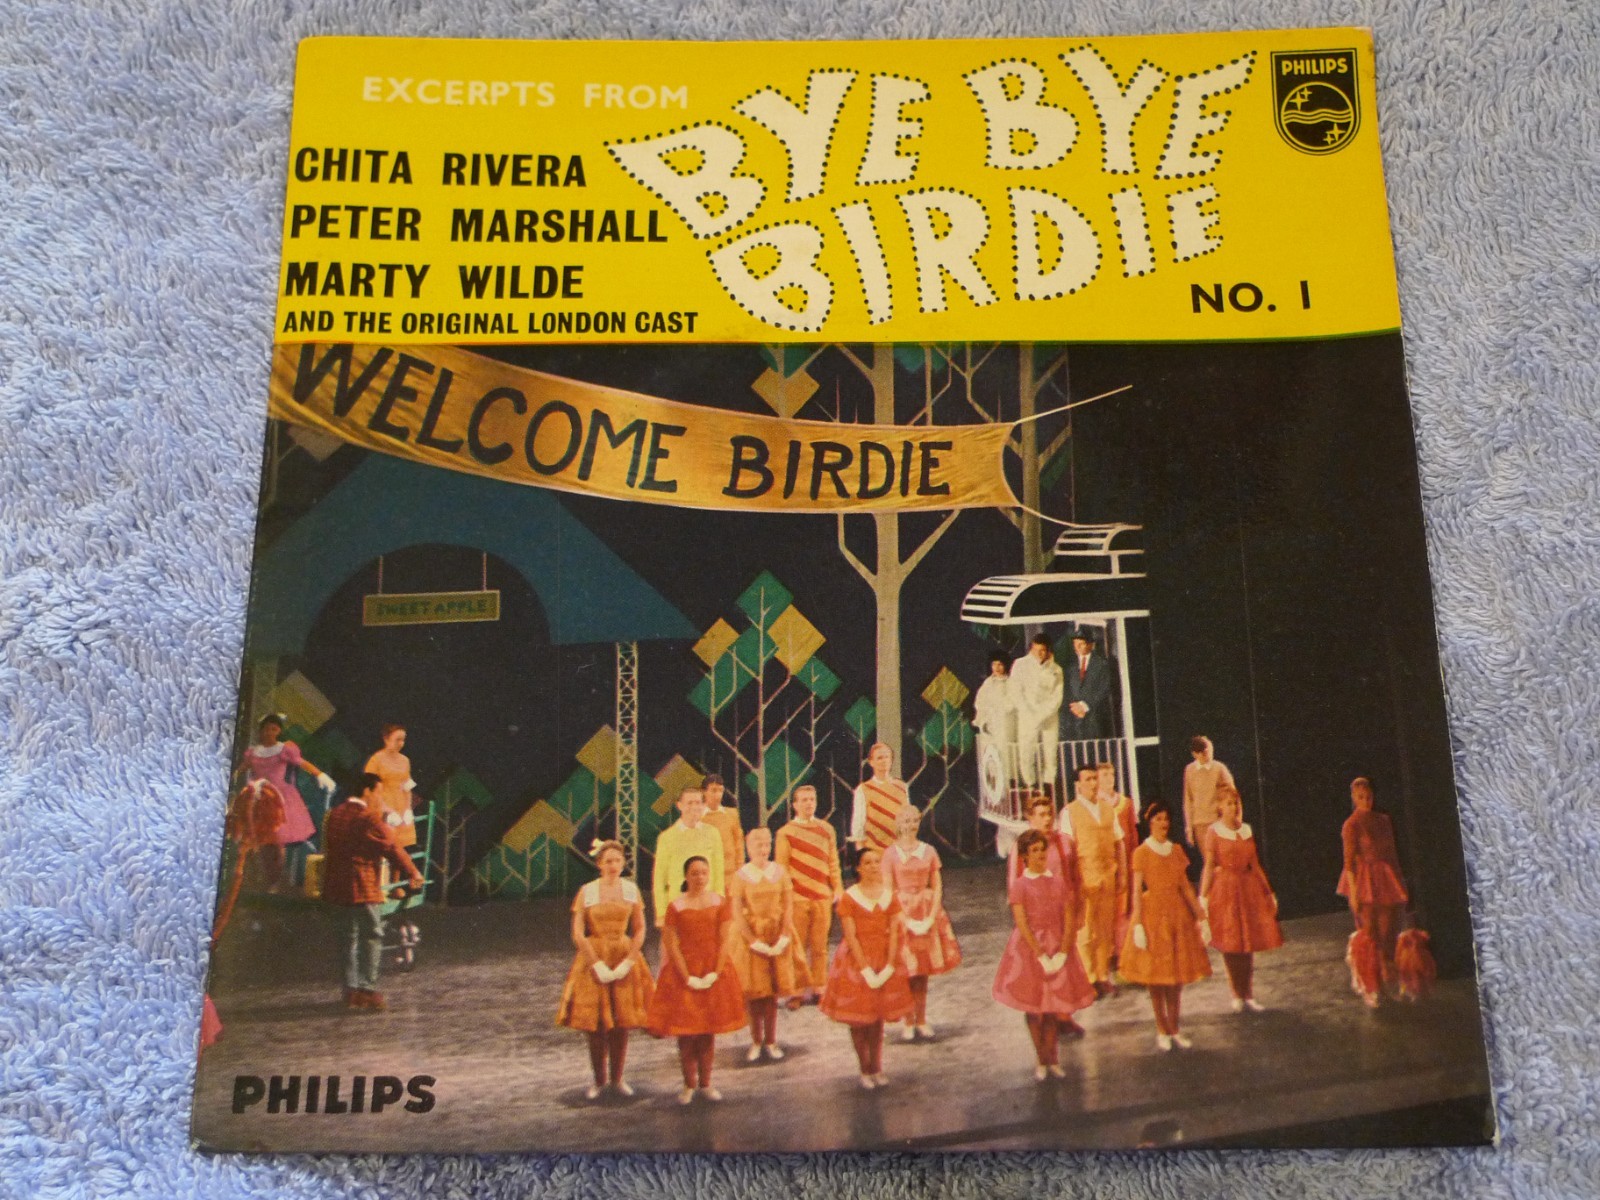 EXCERPTS FROM
BYE BYE
BIRDIE
PHILIPS
CHITA RIVERA
PETER MARSHALL
MARTY WILDE
AND THE ORIGINAL LONDON CAST
NO. 1
WELCOME BIRDIE
SWEET APPLE
PHILIPS